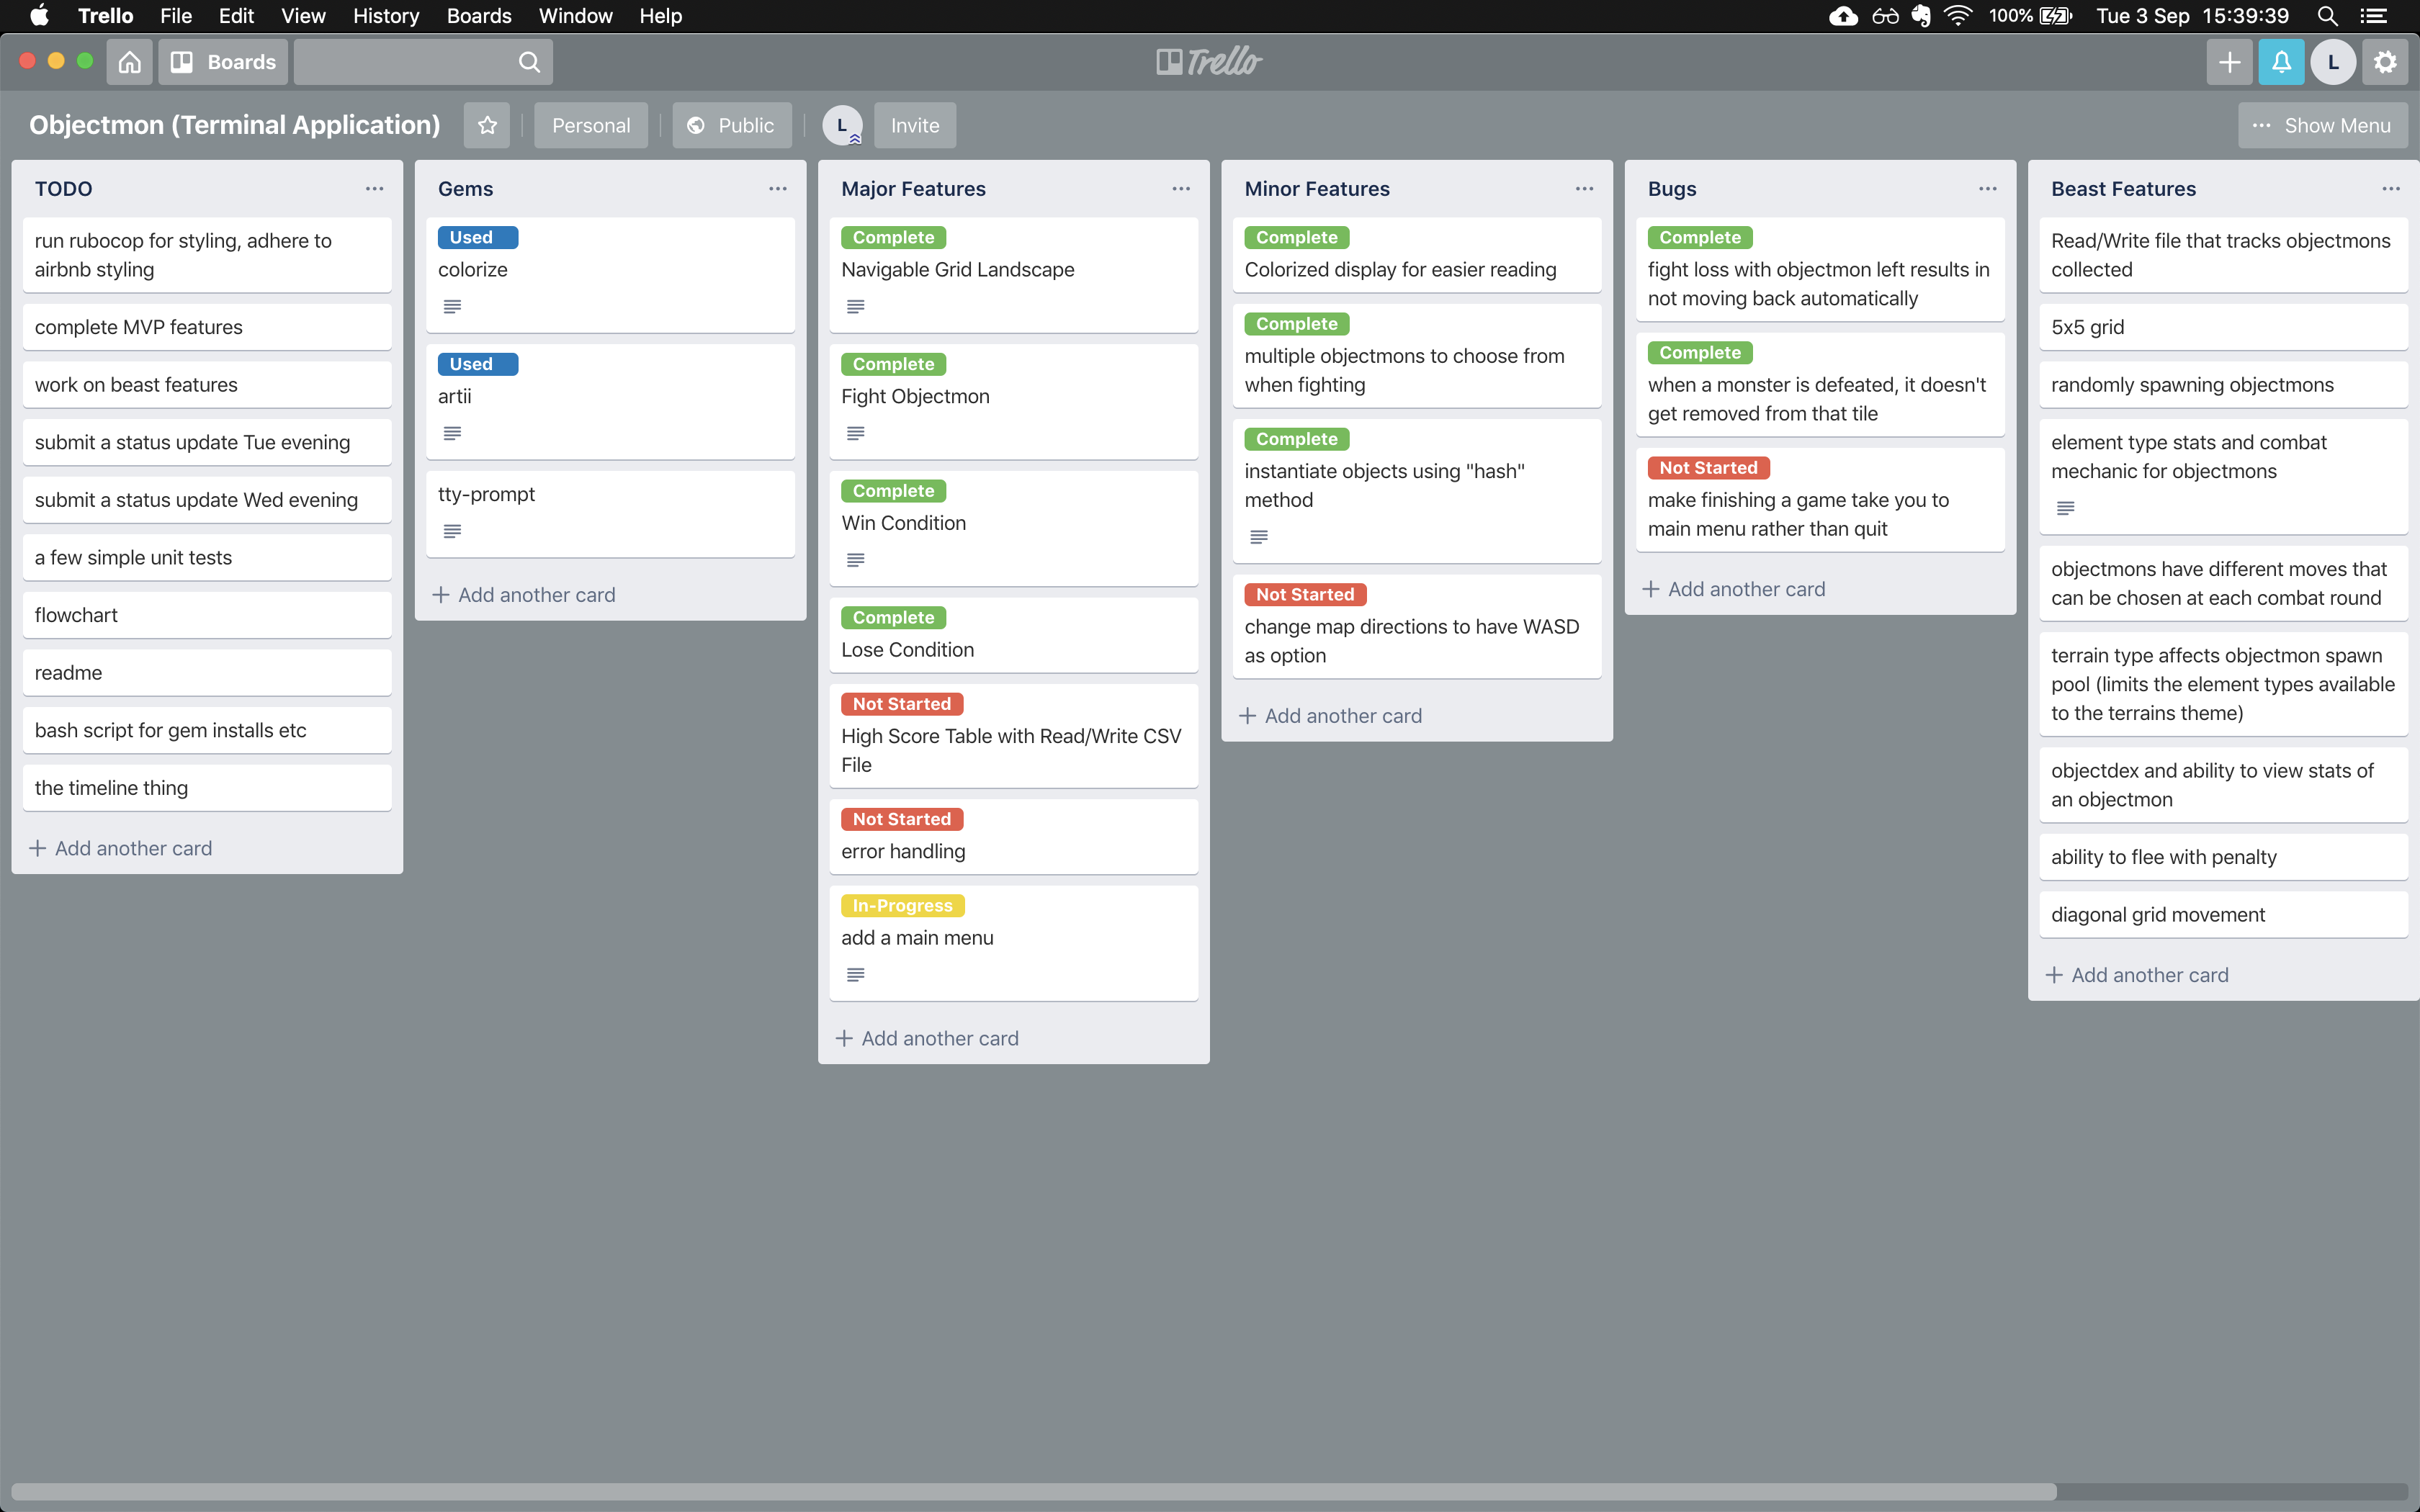 Trello File Edit View History Boards Window Help
100% Tue 3 Sep 15:39:39
Boards
Trello
L
Objectmon (Terminal Application)
Personal
Public
L
Invite
... Show Menu
TODO
run rubocop for styling, adhere to
airbnb styling
complete MVP features
work on beast features
submit a status update Tue evening
submit a status update Wed evening
a few simple unit tests
flowchart
readme
bash script for gem installs etc
the timeline thing
+ Add another card
Gems
Used
colorize
Used
artii
tty-prompt
+ Add another card
Major Features
Complete
Navigable Grid Landscape
Complete
Fight Objectmon
Complete
Win Condition
Complete
Lose Condition
Not Started
High Score Table with Read/Write CSV
File
Not Started
error handling
In-Progress
add a main menu
+ Add another card
Minor Features
Complete
Colorized display for easier reading
Complete
multiple objectmons to choose from
when fighting
Complete
instantiate objects using "hash"
method
Not Started
change map directions to have WASD
as option
+ Add another card
Bugs
Complete
fight loss with objectmon left results in
not moving back automatically
Complete
when a monster is defeated, it doesn't
get removed from that tile
Not Started
make finishing a game take you to
main menu rather than quit
+ Add another card
Beast Features
Read/Write file that tracks objectmons
collected
5x5 grid
randomly spawning objectmons
element type stats and combat
mechanic for objectmons
objectmons have different moves that
can be chosen at each combat round
terrain type affects objectmon spawn
pool (limits the element types available
to the terrains theme)
objectdex and ability to view stats of
an objectmon
ability to flee with penalty
diagonal grid movement
+ Add another card